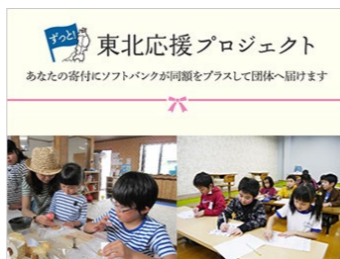 ずっと!
東北応援プロジェクト
あなたの寄付にソフトバンクが同額をプラスして団体へ届けます